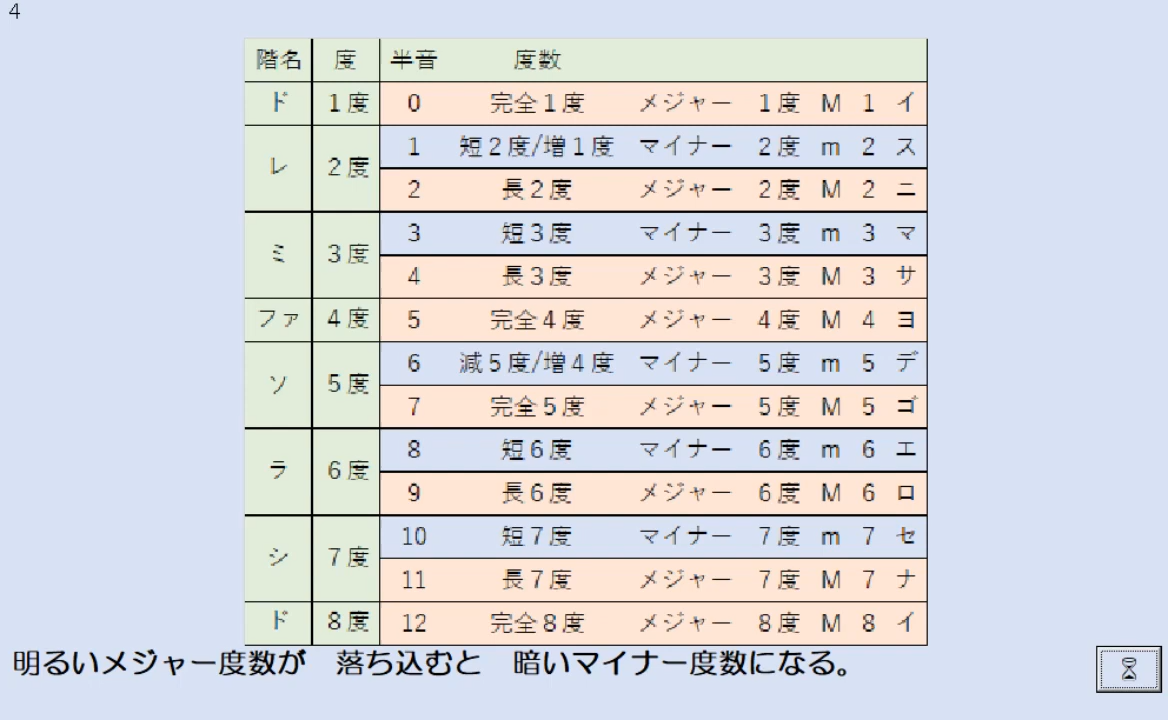 4
階名 度 半音 度数
ド 1度 0 完全1度 メジャー 1度 M 1 イ
レ 2度 1 短2度/増1度 マイナー 2度 m 2 ス
2 長2度 メジャー 2度 M 2 ニ
ミ 3度 3 短3度 マイナー 3度 m 3 マ
4 長3度 メジャー 3度 M 3 サ
ファ 4度 5 完全4度 メジャー 4度 M 4 ヨ
ソ 5度 6 減5度/増4度 マイナー 5度 m 5 デ
7 完全5度 メジャー 5度 M 5 ゴ
ラ 6度 8 短6度 マイナー 6度 m 6 エ
9 長6度 メジャー 6度 M 6 ロ
シ 7度 10 短7度 マイナー 7度 m 7 セ
11 長7度 メジャー 7度 M 7 ナ
ド 8度 12 完全8度 メジャー 8度 M 8 イ
明るいメジャー度数が 落ち込むと 暗いマイナー度数になる。